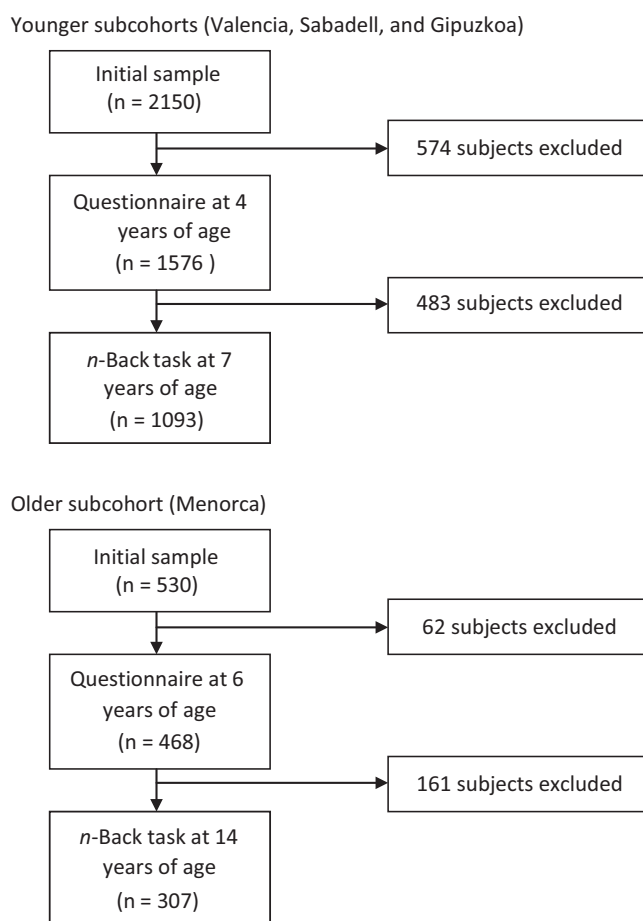 Younger subcohorts (Valencia, Sabadell, and Gipuzkoa)
Initial sample
(n = 2150)
574 subjects excluded
Questionnaire at 4
years of age
(n = 1576 )
483 subjects excluded
n-Back task at 7
years of age
(n = 1093)
Older subcohort (Menorca)
Initial sample
(n = 530)
62 subjects excluded
Questionnaire at 6
years of age
(n = 468)
161 subjects excluded
n-Back task at 14
years of age
(n = 307)